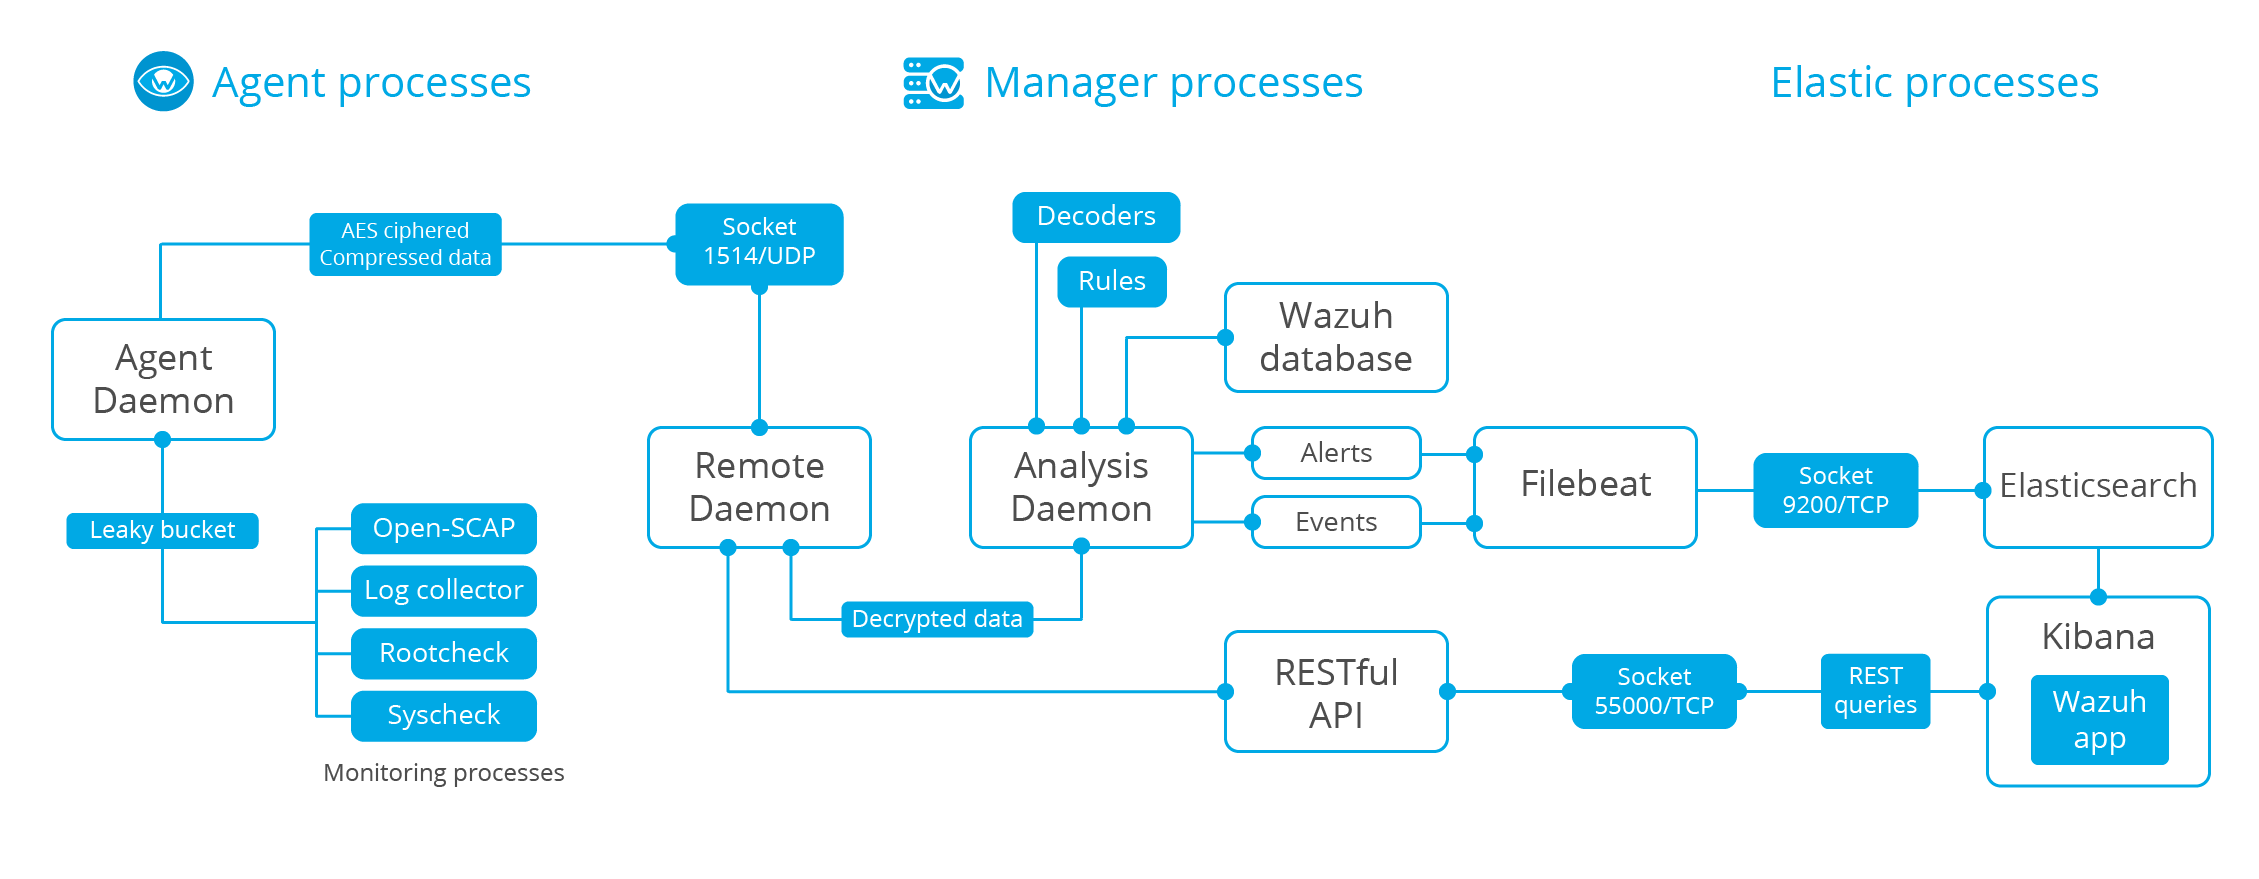 Agent processes
Manager processes
Elastic processes
AES ciphered
Compressed data
Socket
1514/UDP
Agent
Daemon
Leaky bucket
Open-SCAP
Log collector
Rootcheck
Syscheck
Monitoring processes
Remote
Daemon
Decrypted data
Decoders
Rules
Wazuh
database
Analysis
Daemon
Alerts
Events
Filebeat
Socket
9200/TCP
Elasticsearch
RESTful
API
Socket
55000/TCP
REST
queries
Kibana
Wazuh
app